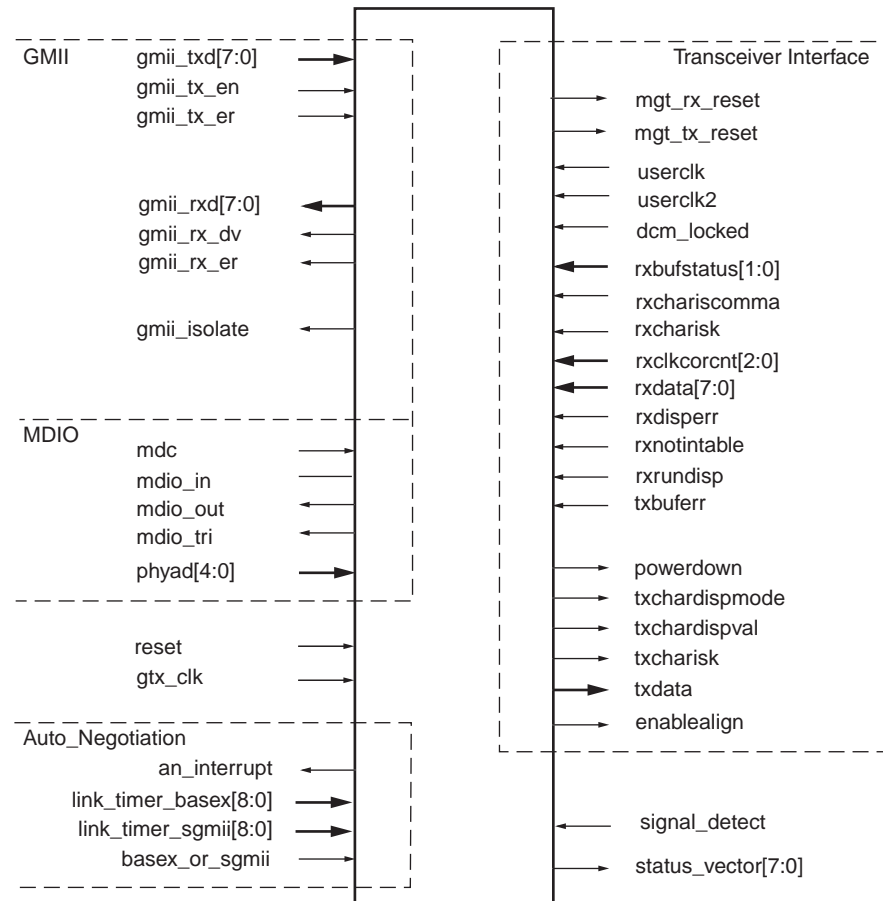 GMII
gmii_txd[7:0]
gmii_tx_en
gmii_tx_er
gmii_rxd[7:0]
gmii_rx_dv
gmii_rx_er
gmii_isolate
MDIO
mdc
mdio_in
mdio_out
mdio_tri
phyad[4:0]
reset
gtx_clk
Auto_Negotiation
an_interrupt
link_timer_basex[8:0]
link_timer_sgmii[8:0]
basex_or_sgmii
Transceiver Interface
mgt_rx_reset
mgt_tx_reset
userclk
userclk2
dcm_locked
rxbufstatus[1:0]
rxchariscomma
rxcharisk
rxclkcorcnt[2:0]
rxdata[7:0]
rxdisperr
rxnotintable
rxrundisp
txbuferr
powerdown
txchardispmode
txchardispval
txcharisk
txdata
enablealign
signal_detect
status_vector[7:0]